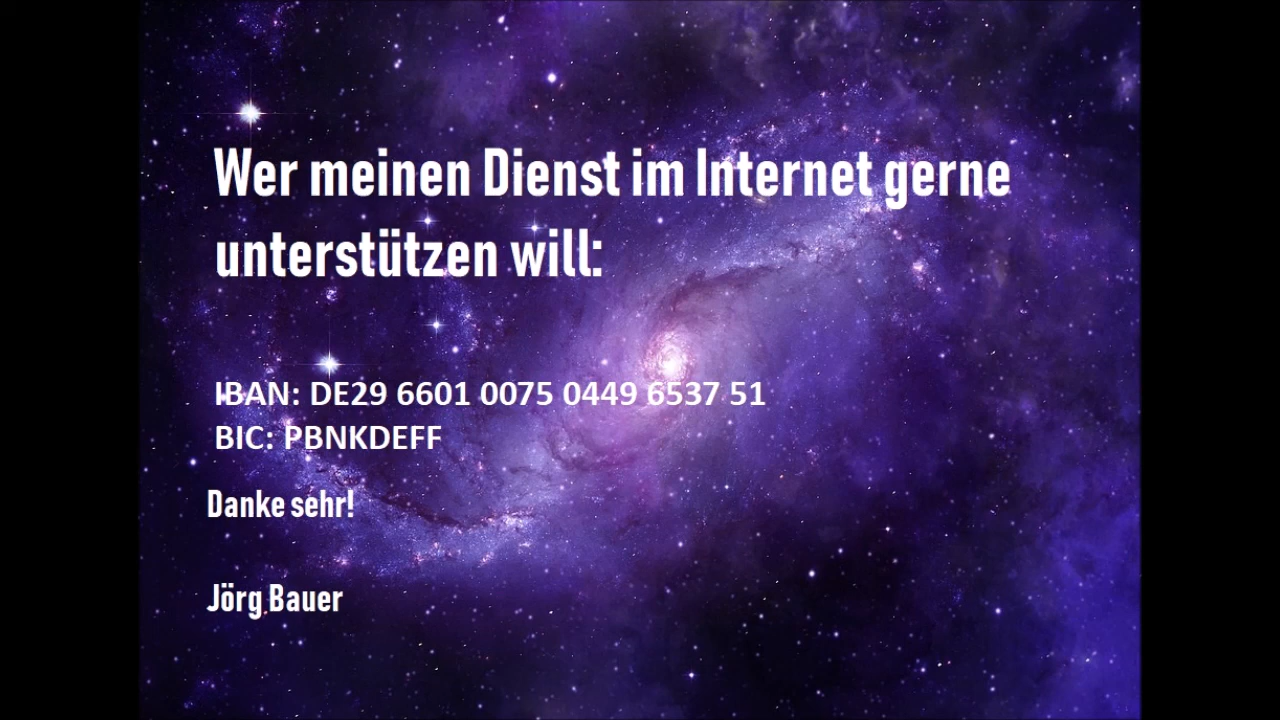 Wer meinen Dienst im Internet gerne
unterstützen will:
IBAN: DE29 6601 0075 0449 6537 51
BIC: PBNKDEFF
Danke sehr!
Jörg Bauer